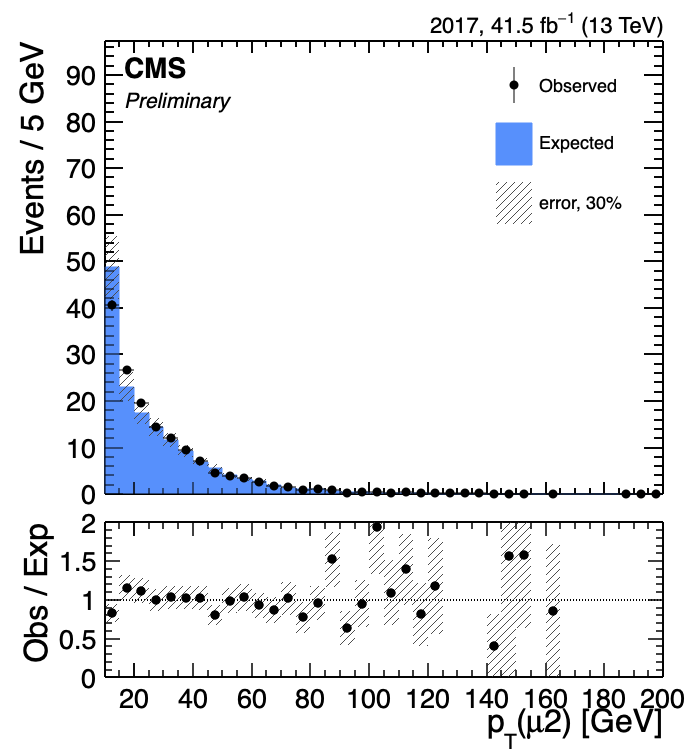 2017, 41.5 fb⁻¹ (13 TeV)
CMS
Preliminary
Observed
Expected
error, 30%
Events / 5 GeV
90
80
70
60
50
40
30
20
10
0
Obs / Exp
2
1.5
1
0.5
0
20 40 60 80 100 120 140 160 180 200
p_T(μ2) [GeV]